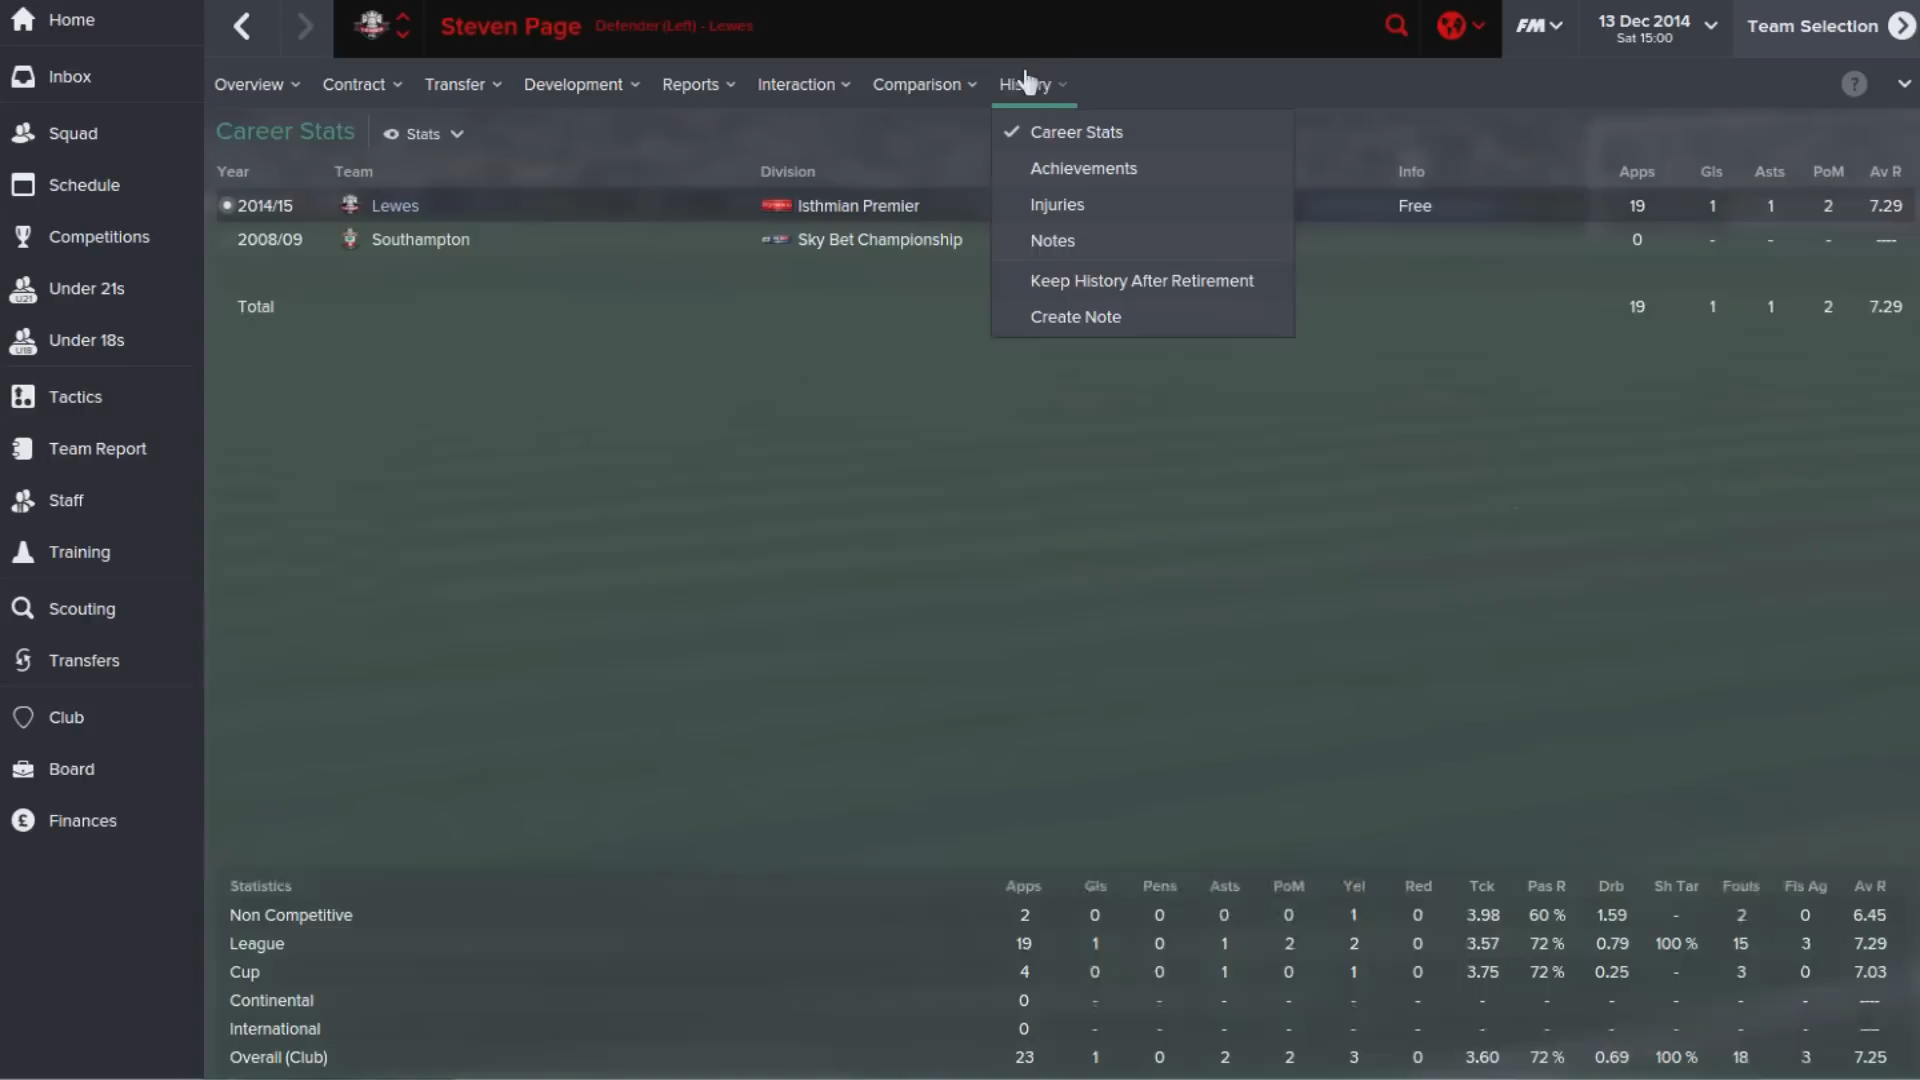 Home
Inbox
Squad
Schedule
Competitions
Under 21s
Under 18s
Tactics
Team Report
Staff
Training
Scouting
Transfers
Club
Board
Finances
Steven Page Defender (Left) - Lewes
FM 13 Dec 2014 Team Selection
Sat 15:00
Overview Contract Transfer Development Reports Interaction Comparison History ?
Career Stats Stats
Career Stats
Achievements
Injuries
Notes
Keep History After Retirement
Create Note
Year Team Division Info Apps Gls Asts PoM Av R
2014/15 Lewes Isthmian Premier Free 19 1 1 2 7.29
2008/09 Southampton Sky Bet Championship 0 - - - ---
Total 19 1 1 2 7.29
Statistics Apps Gls Pens Asts PoM Yel Red Tck Pas R Drb Sh Tar Fouls Fls Ag Av R
Non Competitive 2 0 0 0 0 1 0 3.98 60 % 1.59 - 2 0 6.45
League 19 1 0 1 2 2 0 3.57 72 % 0.79 100 % 15 3 7.29
Cup 4 0 0 1 0 1 0 3.75 72 % 0.25 - 3 0 7.03
Continental 0 - - - - - - - - - - - - ---
International 0 - - - - - - - - - - - - ---
Overall (Club) 23 1 0 2 2 3 0 3.60 72 % 0.69 100 % 18 3 7.25